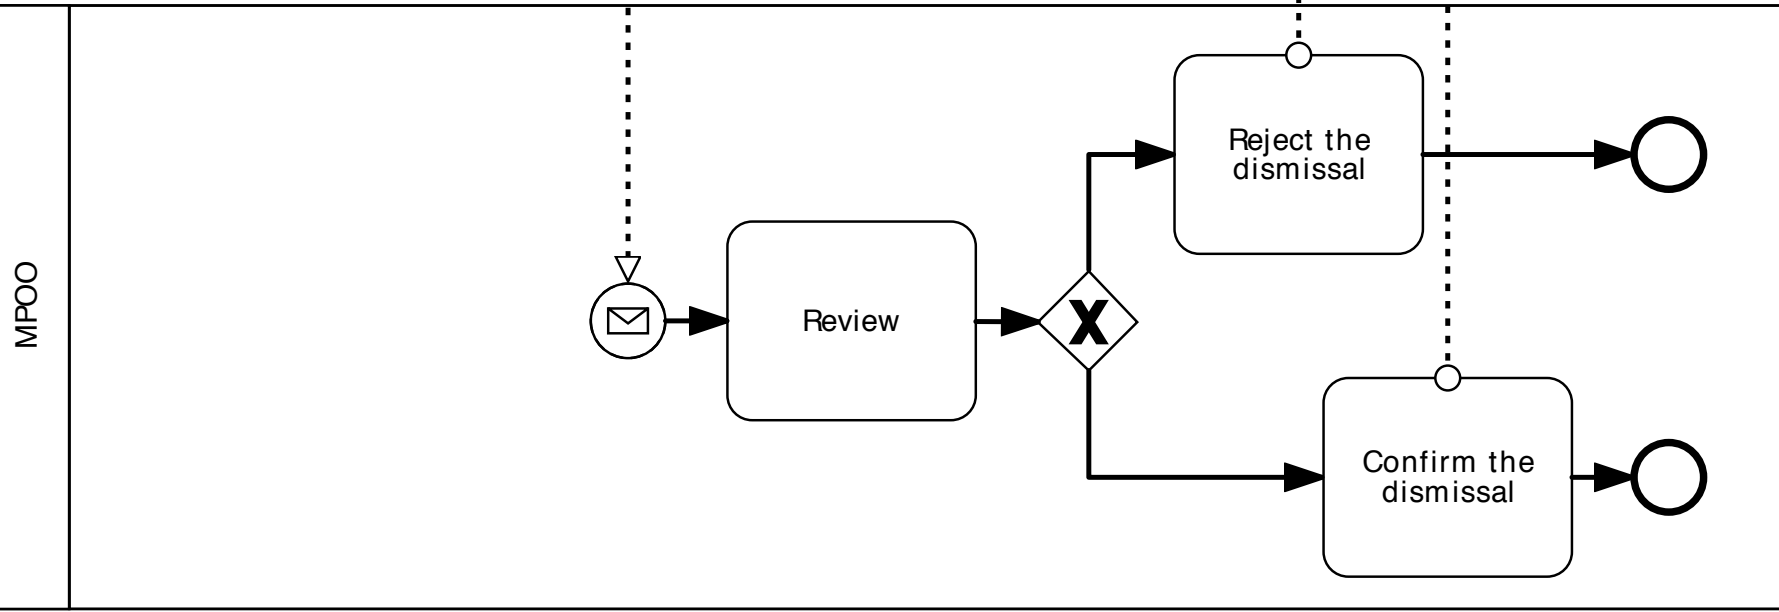 MPOO
Review
Reject the
dismissal
Confirm the
dismissal